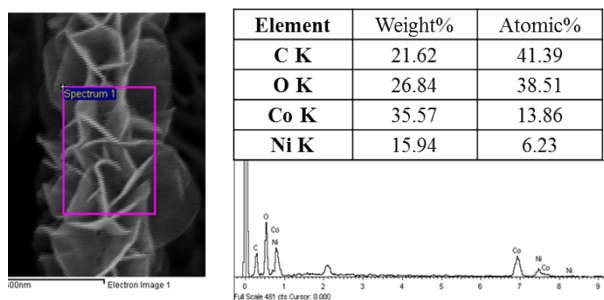 Spectrum 1
Electron Image 1
Element Weight% Atomic%
C K 21.62 41.39
O K 26.84 38.51
Co K 35.57 13.86
Ni K 15.94 6.23
O
Co
C
Ni
Co
Ni
Co
Ni
0 1 2 3 4 5 6 7 8 9
Full Scale 481 cts Cursor: 0.000